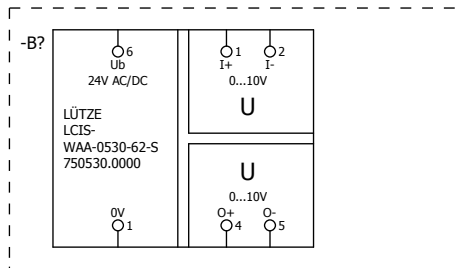 -B?
6
Ub
24V AC/DC
LÜTZE
LCIS-
WAA-0530-62-S
750530.0000
0V
1
1 2
I+ I-
0...10V
U
U
0...10V
O+ O-
4 5